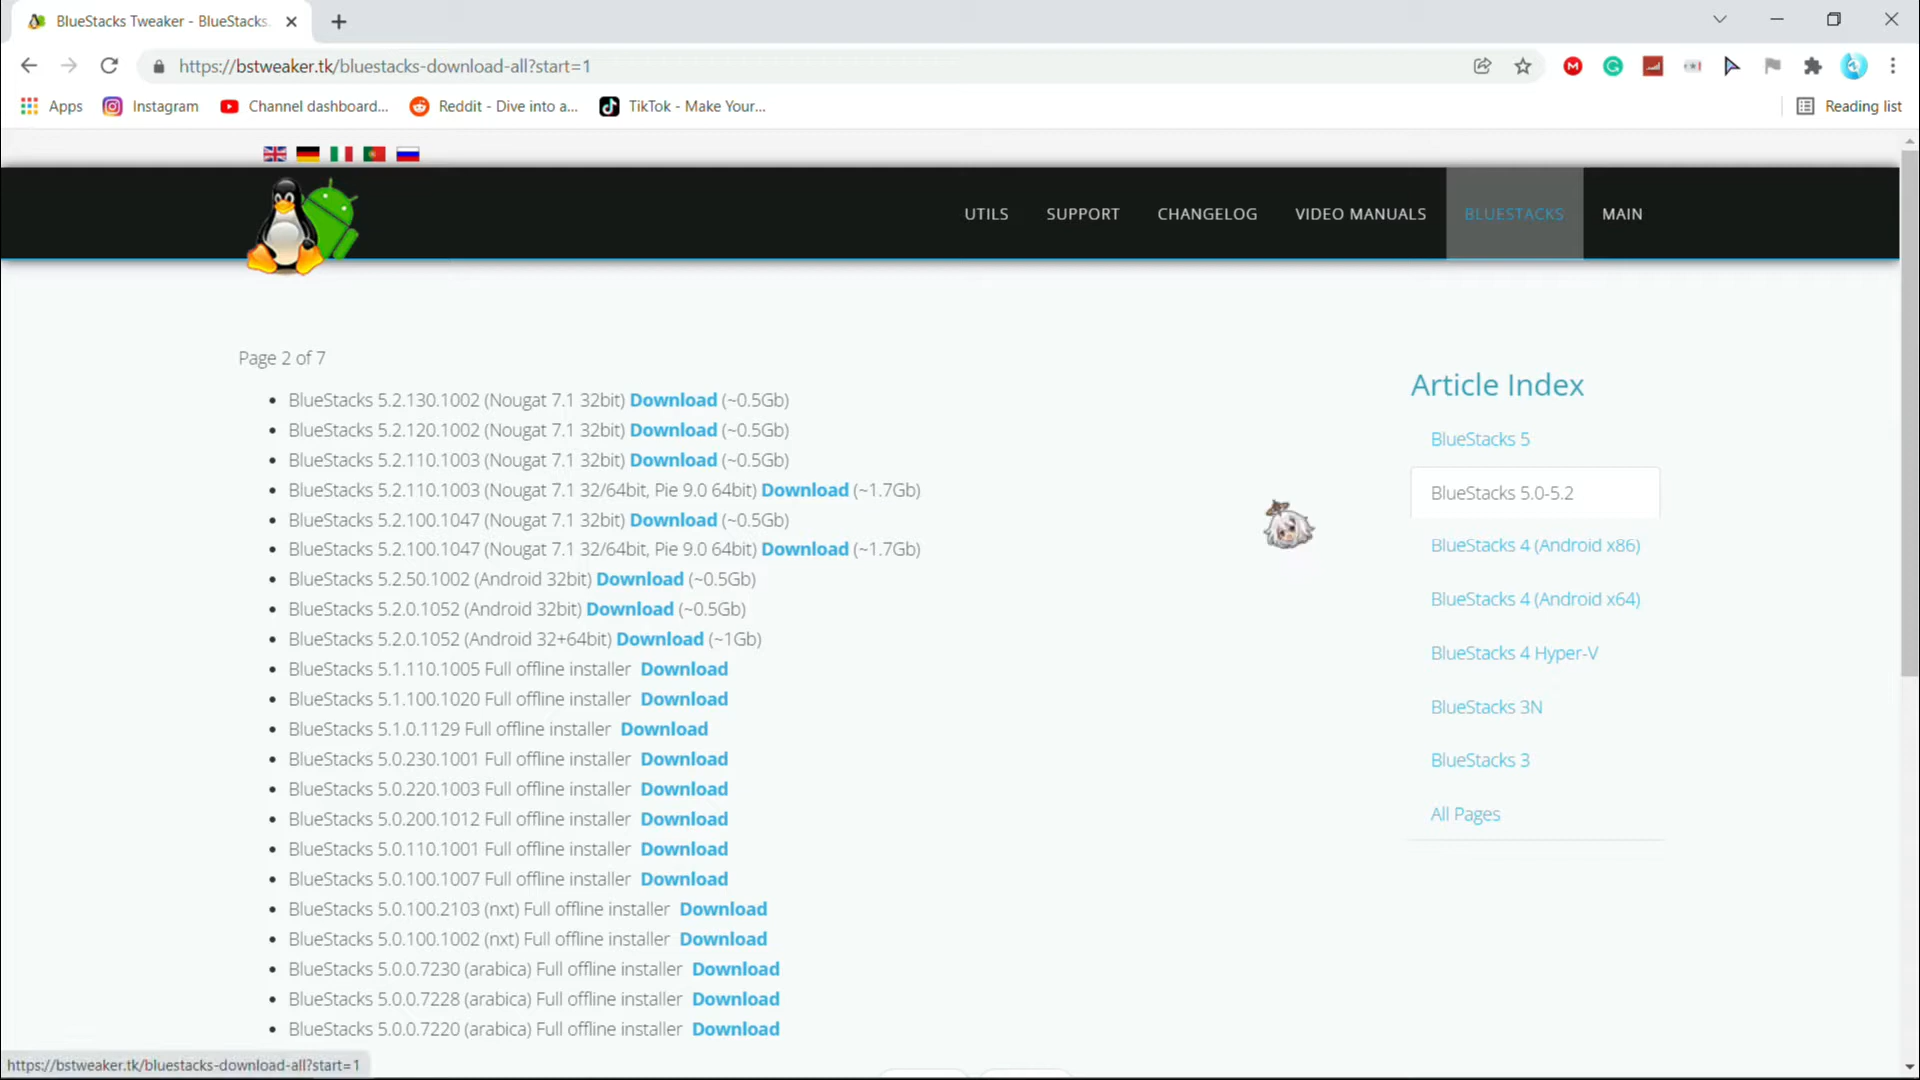 BlueStacks Tweaker - BlueStacks.
https://bstweaker.tk/bluestacks-download-all?start=1
Apps
Instagram
Channel dashboard...
Reddit - Dive into a...
TikTok - Make Your...
Reading list
UTILS
SUPPORT
CHANGELOG
VIDEO MANUALS
BLUESTACKS
MAIN
Page 2 of 7
BlueStacks 5.2.130.1002 (Nougat 7.1 32bit) Download (~0.5Gb)
BlueStacks 5.2.120.1002 (Nougat 7.1 32bit) Download (~0.5Gb)
BlueStacks 5.2.110.1003 (Nougat 7.1 32bit) Download (~0.5Gb)
BlueStacks 5.2.110.1003 (Nougat 7.1 32/64bit, Pie 9.0 64bit) Download (~1.7Gb)
BlueStacks 5.2.100.1047 (Nougat 7.1 32bit) Download (~0.5Gb)
BlueStacks 5.2.100.1047 (Nougat 7.1 32/64bit, Pie 9.0 64bit) Download (~1.7Gb)
BlueStacks 5.2.50.1002 (Android 32bit) Download (~0.5Gb)
BlueStacks 5.2.0.1052 (Android 32bit) Download (~0.5Gb)
BlueStacks 5.2.0.1052 (Android 32+64bit) Download (~1Gb)
BlueStacks 5.1.110.1005 Full offline installer Download
BlueStacks 5.1.100.1020 Full offline installer Download
BlueStacks 5.1.0.1129 Full offline installer Download
BlueStacks 5.0.230.1001 Full offline installer Download
BlueStacks 5.0.220.1003 Full offline installer Download
BlueStacks 5.0.200.1012 Full offline installer Download
BlueStacks 5.0.110.1001 Full offline installer Download
BlueStacks 5.0.100.1007 Full offline installer Download
BlueStacks 5.0.100.2103 (nxt) Full offline installer Download
BlueStacks 5.0.100.1002 (nxt) Full offline installer Download
BlueStacks 5.0.0.7230 (arabica) Full offline installer Download
BlueStacks 5.0.0.7228 (arabica) Full offline installer Download
BlueStacks 5.0.0.7220 (arabica) Full offline installer Download
Article Index
BlueStacks 5
BlueStacks 5.0-5.2
BlueStacks 4 (Android x86)
BlueStacks 4 (Android x64)
BlueStacks 4 Hyper-V
BlueStacks 3N
BlueStacks 3
All Pages
https://bstweaker.tk/bluestacks-download-all?start=1